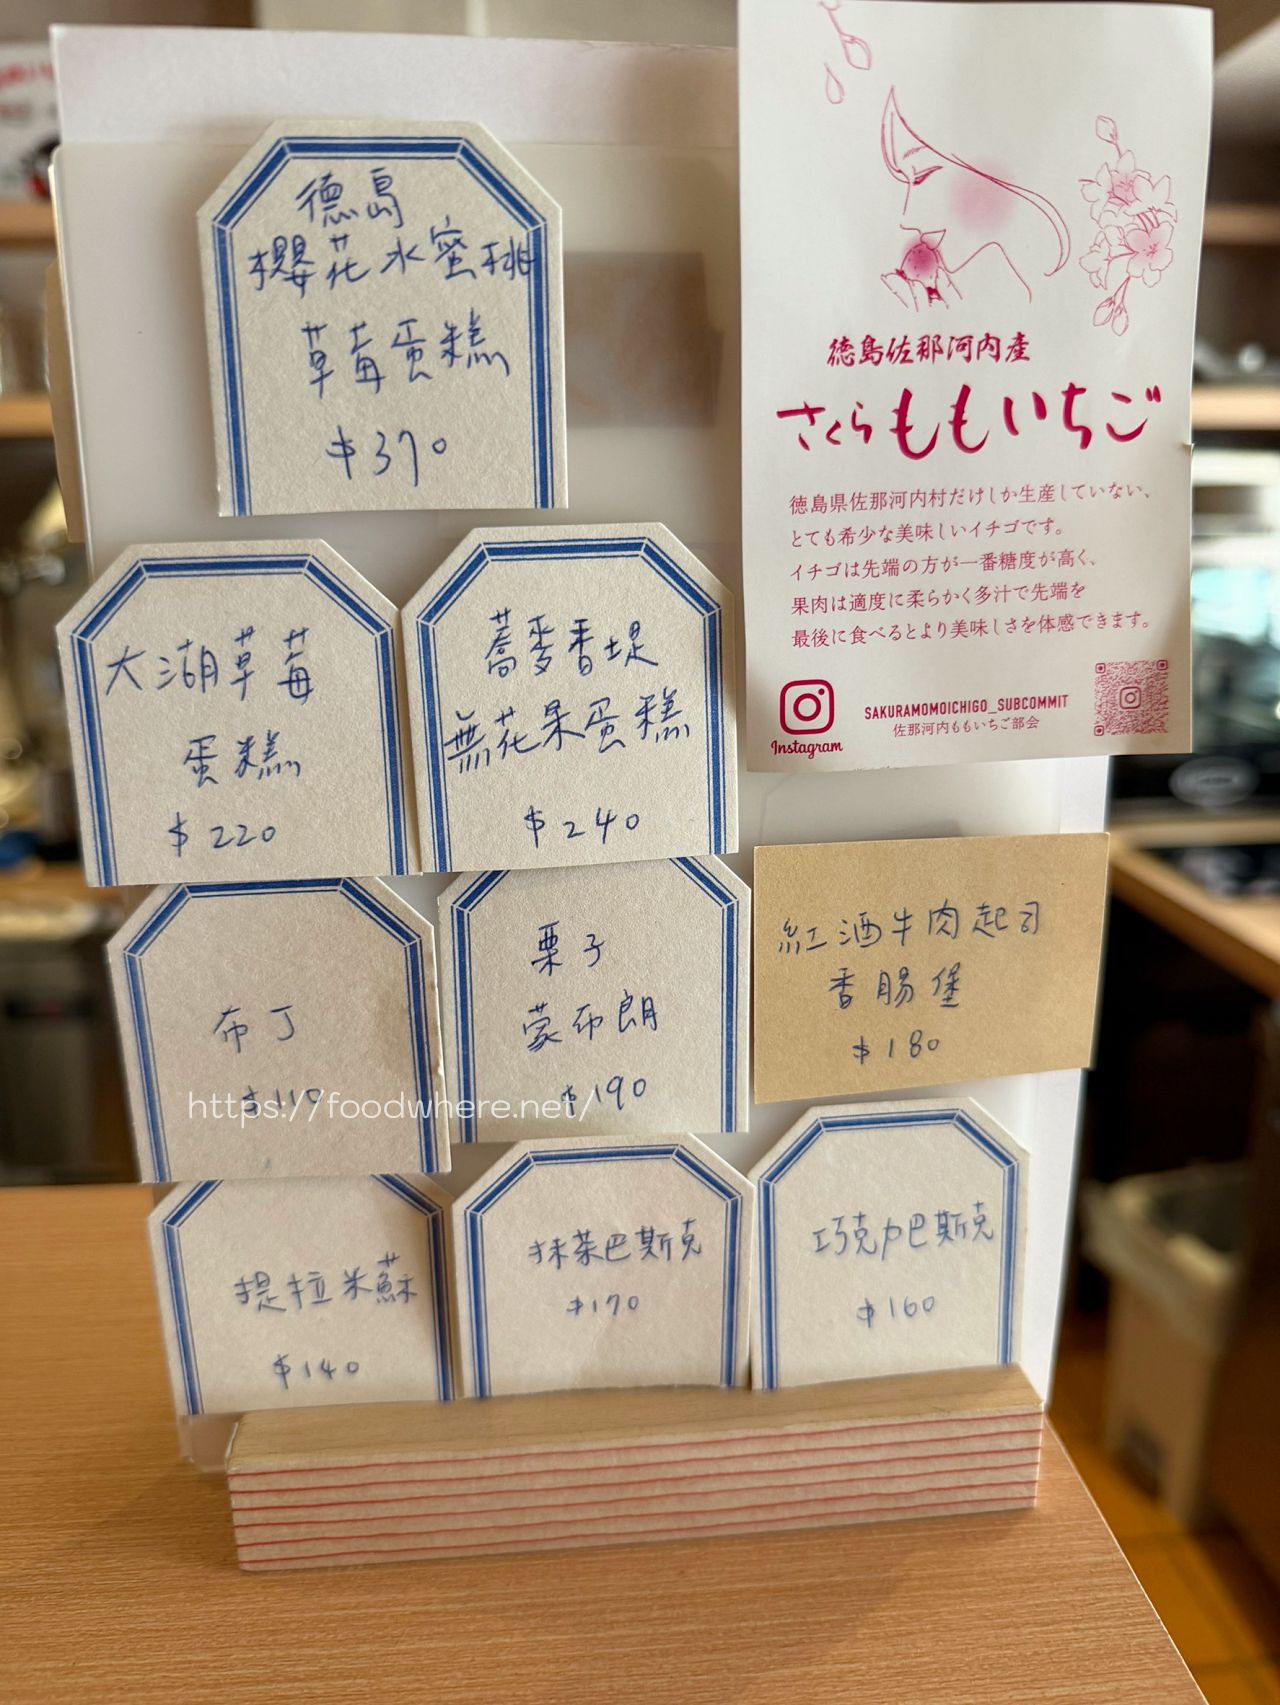 德島
櫻花水蜜桃
草莓蛋糕
$370
徳島佐那河内産
さくらももいちご
徳島県佐那河内村だけしか生産していない、
とても希少な美味しいイチゴです。
イチゴは先端の方が一番糖度が高く、
果肉は適度に柔らかく多汁で先端を
最後に食べるとより美味しさを体感できます。
Instagram
SAKURAMOMOICHIGO_SUBCOMMIT
佐那河内ももいちご部会
大湖草莓
蛋糕
$220
蕎麥香堤
無花果蛋糕
$240
布丁
$110
栗子
蒙布朗
$190
紅酒牛肉起司
香腸堡
$180
https://foodwhere.net/
提拉米蘇
$140
抹茶巴斯克
$170
巧克力巴斯克
$160